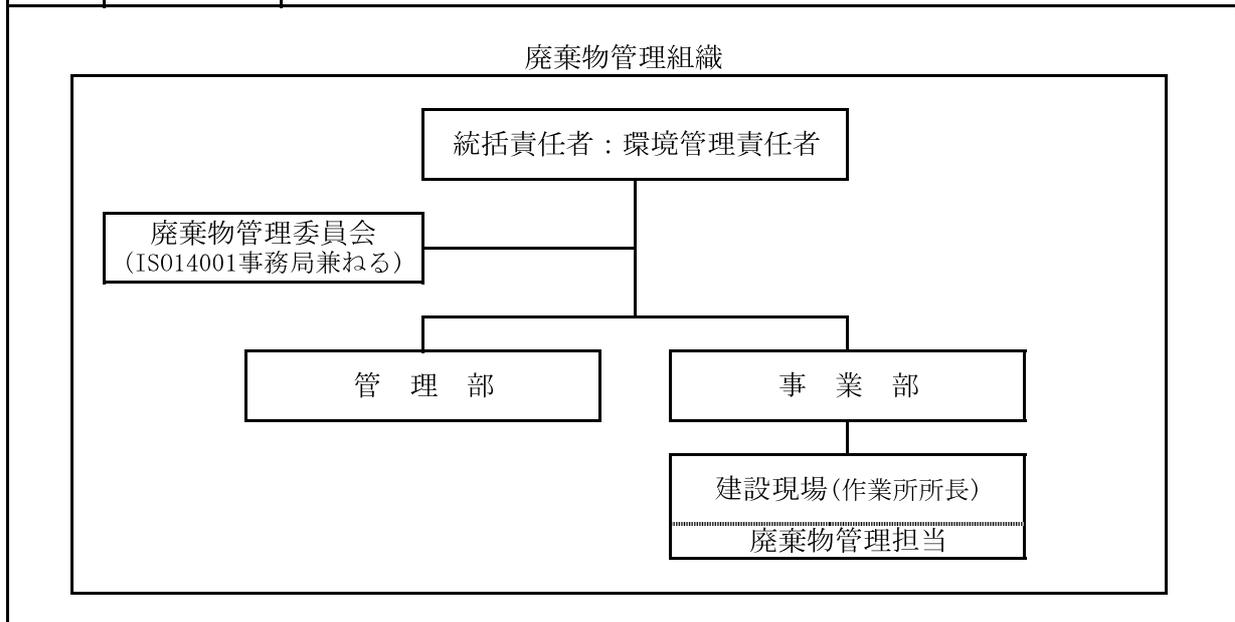 廃棄物管理組織
統括責任者：環境管理責任者
廃棄物管理委員会
(ISO14001事務局兼ねる)
管　理　部
事　業　部
建設現場(作業所所長)
廃棄物管理担当